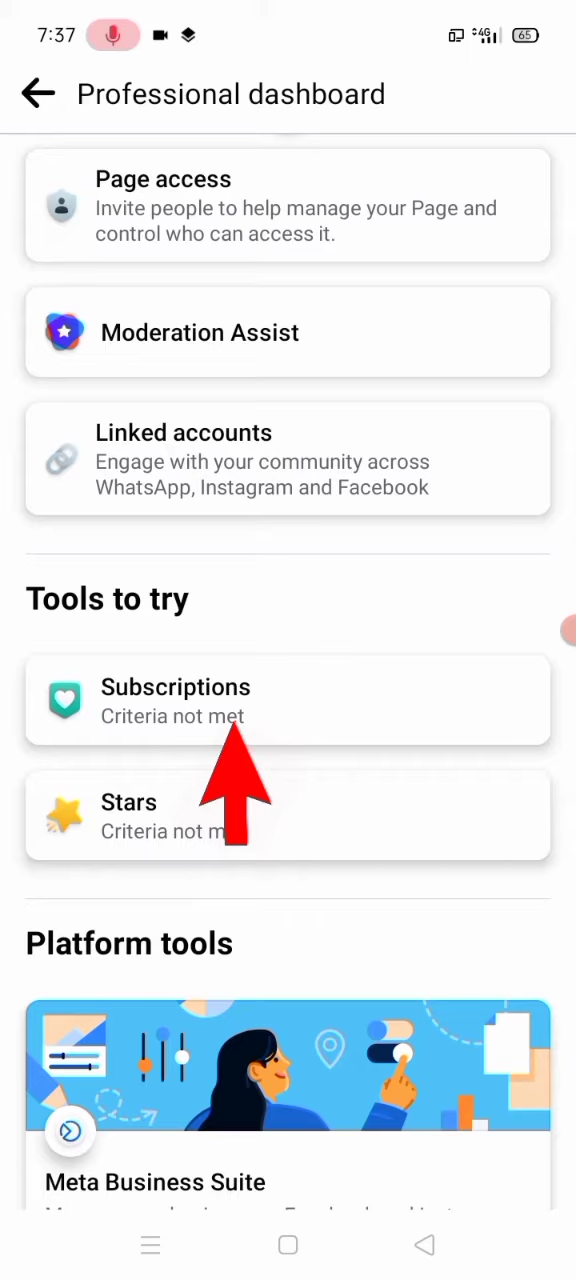 7:37
4G
65
Professional dashboard
Page access
Invite people to help manage your Page and
control who can access it.
Moderation Assist
Linked accounts
Engage with your community across
WhatsApp, Instagram and Facebook
Tools to try
Subscriptions
Criteria not met
Stars
Criteria not m
Platform tools
Meta Business Suite